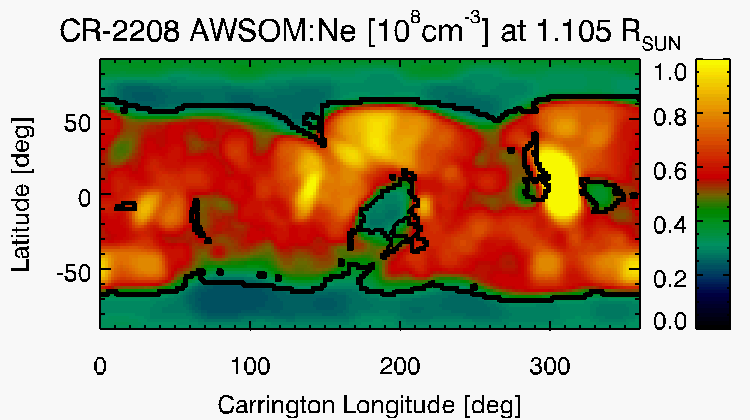 CR-2208 AWSOM:Ne [10⁸cm⁻³] at 1.105 R_SUN
50
0
-50
Latitude [deg]
0 100 200 300
Carrington Longitude [deg]
1.0
0.8
0.6
0.4
0.2
0.0